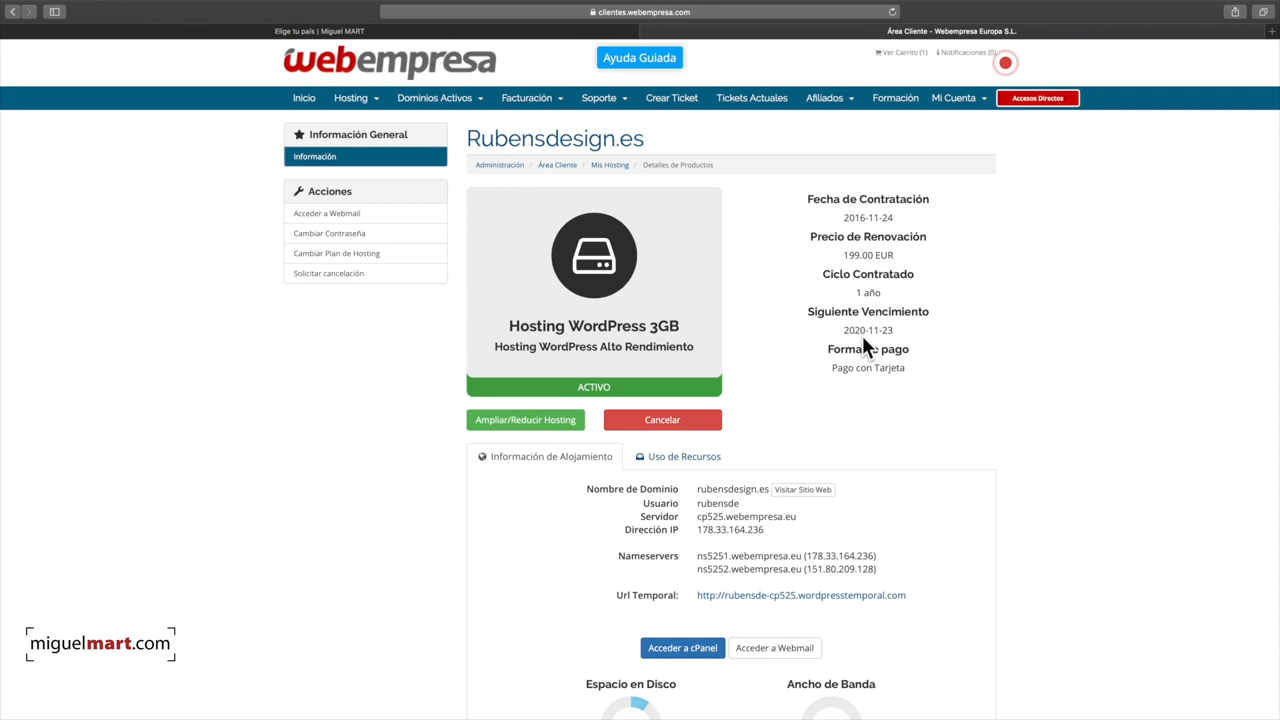 clientes.webempresa.com
Elige tu país | Miguel MART
Área Cliente - Webempresa Europa S.L.
webempresa
Ayuda Guiada
Ver Carrito (1)
Notificaciones (0)
Inicio Hosting Dominios Activos Facturación Soporte Crear Ticket Tickets Actuales Afiliados Formación Mi Cuenta Accesos Directos
Información General
Información
Acciones
Acceder a Webmail
Cambiar Contraseña
Cambiar Plan de Hosting
Solicitar cancelación
Rubensdesign.es
Administración / Área Cliente / Mis Hosting / Detalles de Productos
Hosting WordPress 3GB
Hosting WordPress Alto Rendimiento
ACTIVO
Ampliar/Reducir Hosting
Cancelar
Fecha de Contratación
2016-11-24
Precio de Renovación
199.00 EUR
Ciclo Contratado
1 año
Siguiente Vencimiento
2020-11-23
pago
Pago con Tarjeta
Información de Alojamiento
Uso de Recursos
Nombre de Dominio rubensdesign.es Visitar Sitio Web
Usuario rubensde
Servidor cp525.webempresa.eu
Dirección IP 178.33.164.236
Nameservers ns5251.webempresa.eu (178.33.164.236)
ns5252.webempresa.eu (151.80.209.128)
Url Temporal: http://rubensde-cp525.wordpresstemporal.com
Acceder a cPanel
Acceder a Webmail
Espacio en Disco
Ancho de Banda
miguelmart.com